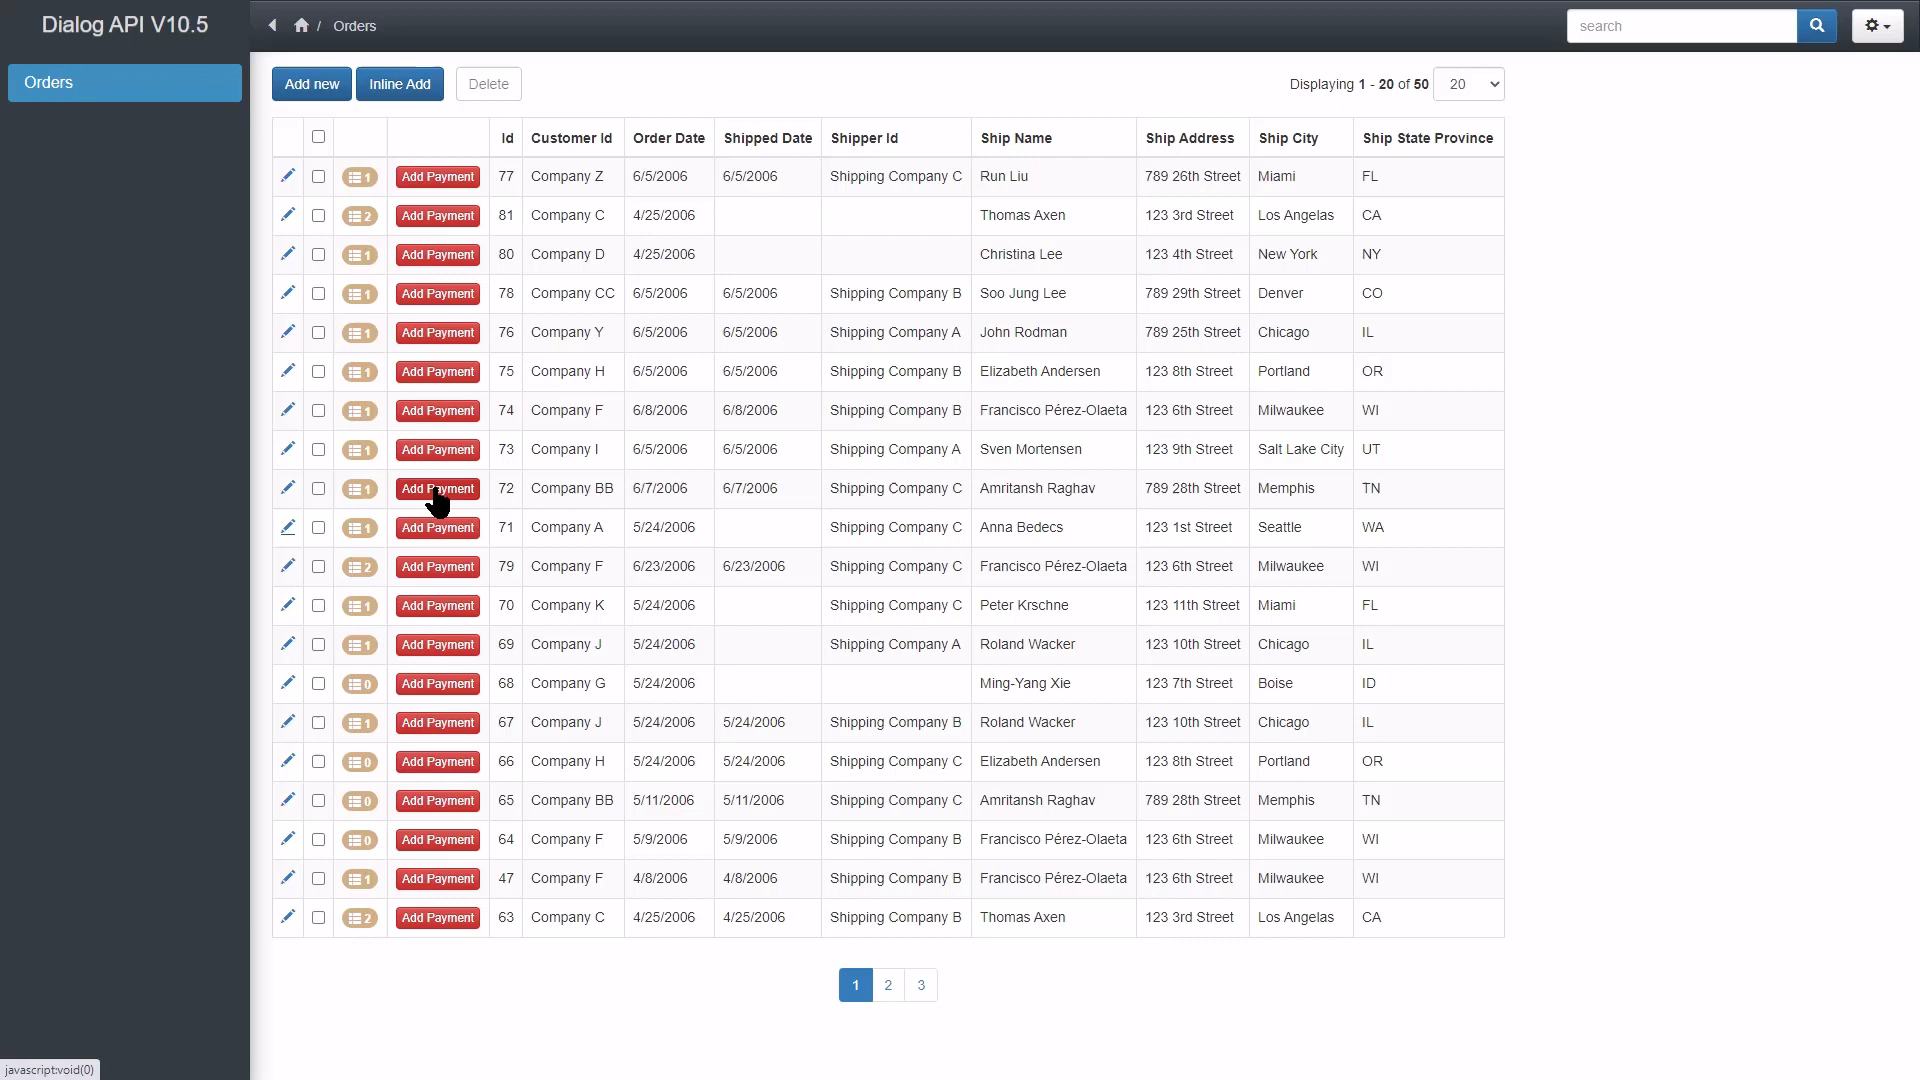 Dialog API V10.5
/ Orders
search
Orders
Add new Inline Add Delete
Displaying 1 - 20 of 50 20
Id Customer Id Order Date Shipped Date Shipper Id Ship Name Ship Address Ship City Ship State Province
1 Add Payment 77 Company Z 6/5/2006 6/5/2006 Shipping Company C Run Liu 789 26th Street Miami FL
2 Add Payment 81 Company C 4/25/2006 Thomas Axen 123 3rd Street Los Angelas CA
1 Add Payment 80 Company D 4/25/2006 Christina Lee 123 4th Street New York NY
1 Add Payment 78 Company CC 6/5/2006 6/5/2006 Shipping Company B Soo Jung Lee 789 29th Street Denver CO
1 Add Payment 76 Company Y 6/5/2006 6/5/2006 Shipping Company A John Rodman 789 25th Street Chicago IL
1 Add Payment 75 Company H 6/5/2006 6/5/2006 Shipping Company B Elizabeth Andersen 123 8th Street Portland OR
1 Add Payment 74 Company F 6/8/2006 6/8/2006 Shipping Company B Francisco Pérez-Olaeta 123 6th Street Milwaukee WI
1 Add Payment 73 Company I 6/5/2006 6/5/2006 Shipping Company A Sven Mortensen 123 9th Street Salt Lake City UT
1 Add Payment 72 Company BB 6/7/2006 6/7/2006 Shipping Company C Amritansh Raghav 789 28th Street Memphis TN
1 Add Payment 71 Company A 5/24/2006 Shipping Company C Anna Bedecs 123 1st Street Seattle WA
2 Add Payment 79 Company F 6/23/2006 6/23/2006 Shipping Company C Francisco Pérez-Olaeta 123 6th Street Milwaukee WI
1 Add Payment 70 Company K 5/24/2006 Shipping Company C Peter Krschne 123 11th Street Miami FL
1 Add Payment 69 Company J 5/24/2006 Shipping Company A Roland Wacker 123 10th Street Chicago IL
0 Add Payment 68 Company G 5/24/2006 Ming-Yang Xie 123 7th Street Boise ID
1 Add Payment 67 Company J 5/24/2006 5/24/2006 Shipping Company B Roland Wacker 123 10th Street Chicago IL
0 Add Payment 66 Company H 5/24/2006 5/24/2006 Shipping Company C Elizabeth Andersen 123 8th Street Portland OR
0 Add Payment 65 Company BB 5/11/2006 5/11/2006 Shipping Company C Amritansh Raghav 789 28th Street Memphis TN
0 Add Payment 64 Company F 5/9/2006 5/9/2006 Shipping Company B Francisco Pérez-Olaeta 123 6th Street Milwaukee WI
1 Add Payment 47 Company F 4/8/2006 4/8/2006 Shipping Company B Francisco Pérez-Olaeta 123 6th Street Milwaukee WI
2 Add Payment 63 Company C 4/25/2006 4/25/2006 Shipping Company B Thomas Axen 123 3rd Street Los Angelas CA
1 2 3
javascript:void(0)